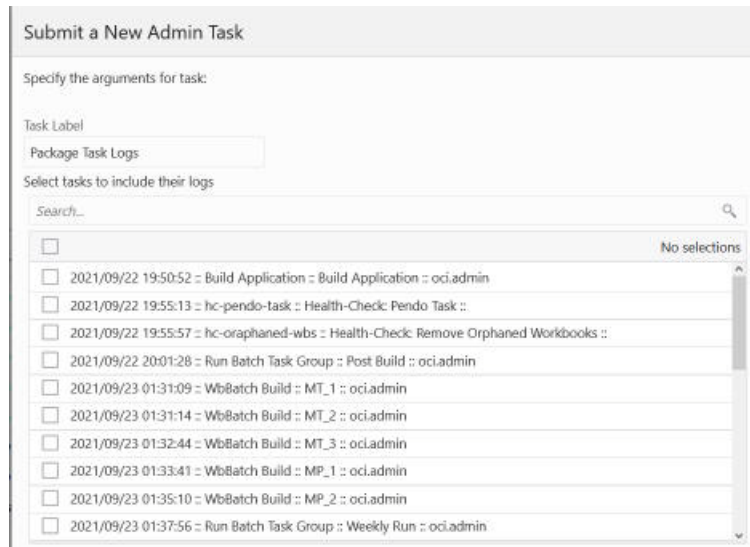 Submit a New Admin Task
Specify the arguments for task:
Task Label
Package Task Logs
Select tasks to include their logs
Search...
No selections
2021/09/22 19:50:52 :: Build Application :: Build Application :: oci.admin
2021/09/22 19:55:13 :: hc-pendo-task :: Health-Check: Pendo Task ::
2021/09/22 19:55:57 :: hc-oraphaned-wbs :: Health-Check: Remove Orphaned Workbooks ::
2021/09/22 20:01:28 :: Run Batch Task Group :: Post Build :: oci.admin
2021/09/23 01:31:09 :: WbBatch Build :: MT_1 :: oci.admin
2021/09/23 01:31:14 :: WbBatch Build :: MT_2 :: oci.admin
2021/09/23 01:32:44 :: WbBatch Build :: MT_3 :: oci.admin
2021/09/23 01:33:41 :: WbBatch Build :: MP_1 :: oci.admin
2021/09/23 01:35:10 :: WbBatch Build :: MP_2 :: oci.admin
2021/09/23 01:37:56 :: Run Batch Task Group :: Weekly Run :: oci.admin